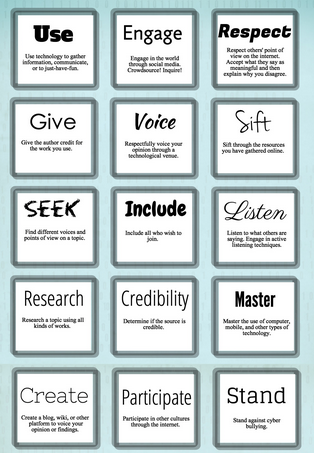 Use
Use technology to gather
information, communicate,
or to just-have-fun.
Engage
Engage in the world
through social media.
Crowdsource! Inquire!
Respect
Respect others' point of
view on the internet.
Accept what they say as
meaningful and then
explain why you disagree.
Give
Give the author credit for
the work you use.
Voice
Respectfully voice your
opinion through a
technological venue.
Sift
Sift through the resources
you have gathered online.
SEEK
Find different voices and
points of view on a topic.
Include
Include all who wish to
join.
Listen
Listen to what others are
saying. Engage in active
listening techniques.
Research
Research a topic using all
kinds of works.
Credibility
Determine if the source is
credible.
Master
Master the use of computer,
mobile, and other types of
technology.
Create
Create a blog, wiki, or other
platform to voice your
opinion or findings.
Participate
Participate in other cultures
through the internet.
Stand
Stand against cyber
bullying.